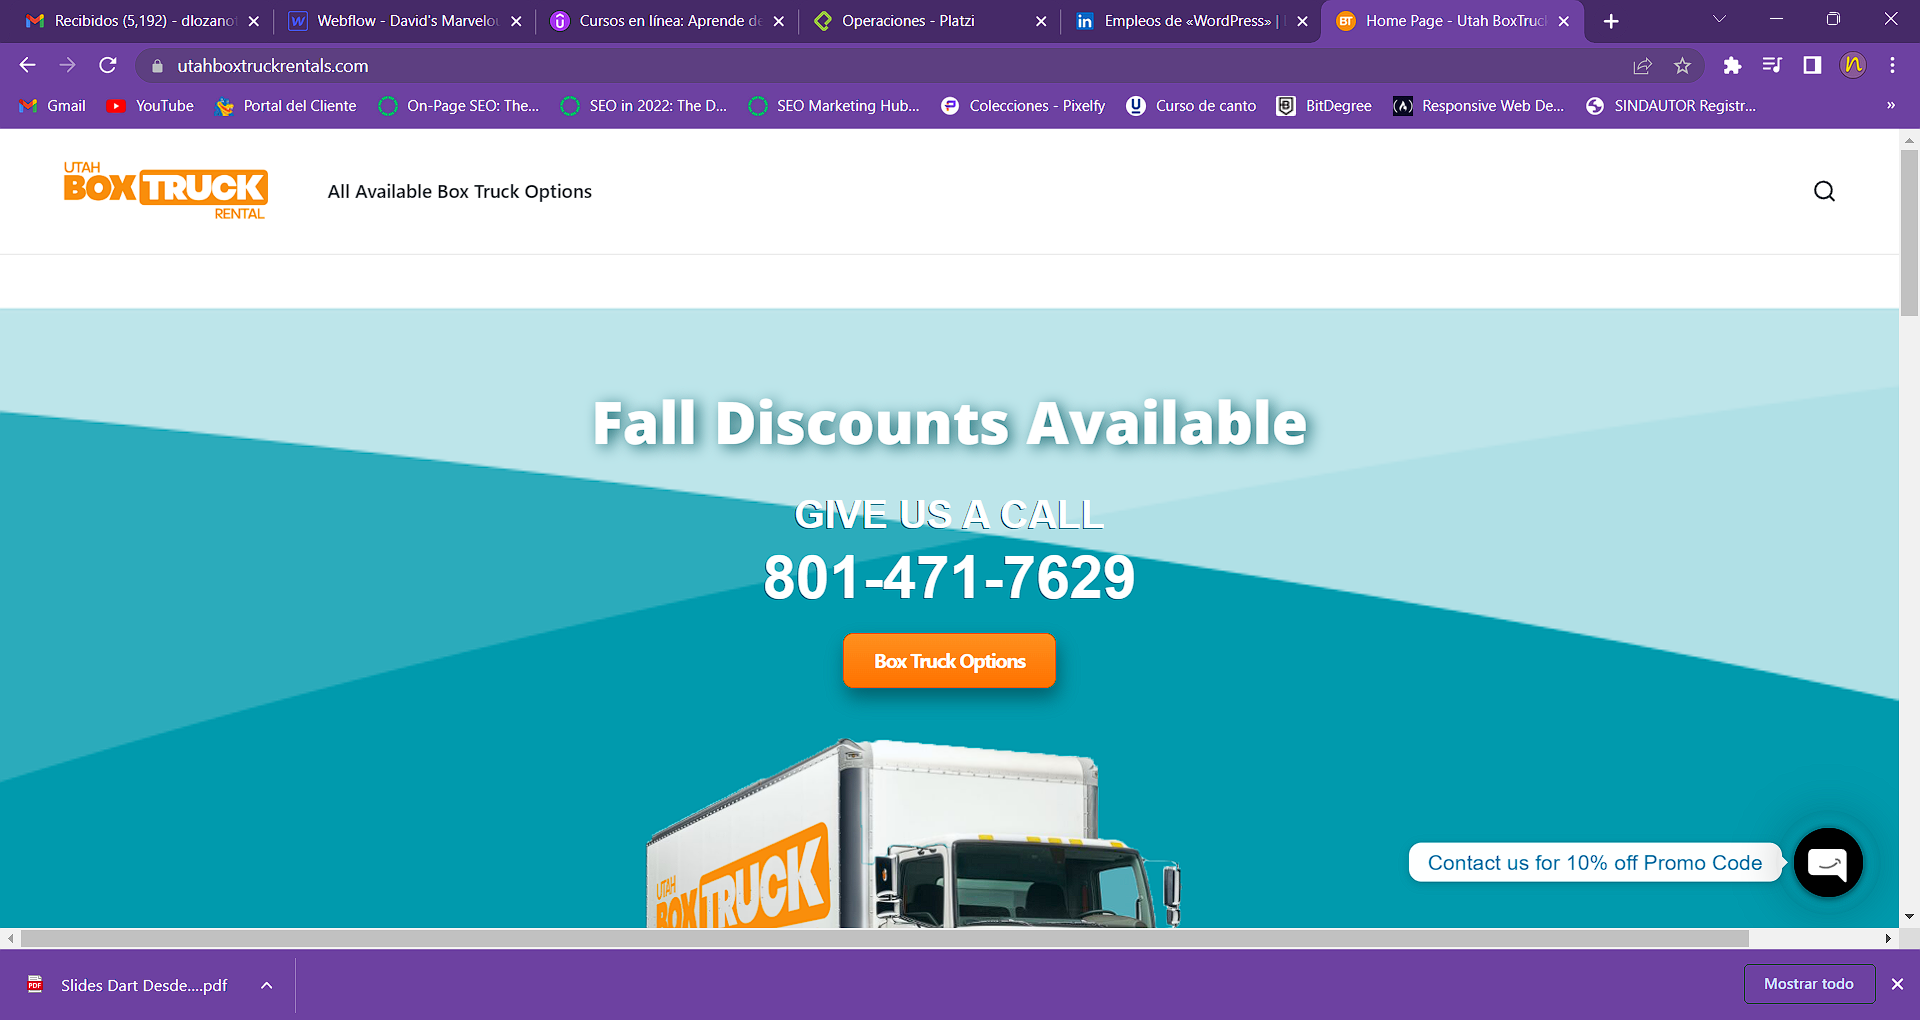 Recibidos (5,192) - dlozano
Webflow - David's Marvelou
Cursos en línea: Aprende de
Operaciones - Platzi
Empleos de «WordPress» |
Home Page - Utah BoxTruc
utahboxtruckrentals.com
Gmail
YouTube
Portal del Cliente
On-Page SEO: The...
SEO in 2022: The D...
SEO Marketing Hub...
Colecciones - Pixelfy
Curso de canto
BitDegree
Responsive Web De...
SINDAUTOR Registr...
»
UTAH
BOX TRUCK
RENTAL
All Available Box Truck Options
Fall Discounts Available
GIVE US A CALL
801-471-7629
Box Truck Options
UTAH
BOX TRUCK
Contact us for 10% off Promo Code
Slides Dart Desde....pdf
Mostrar todo